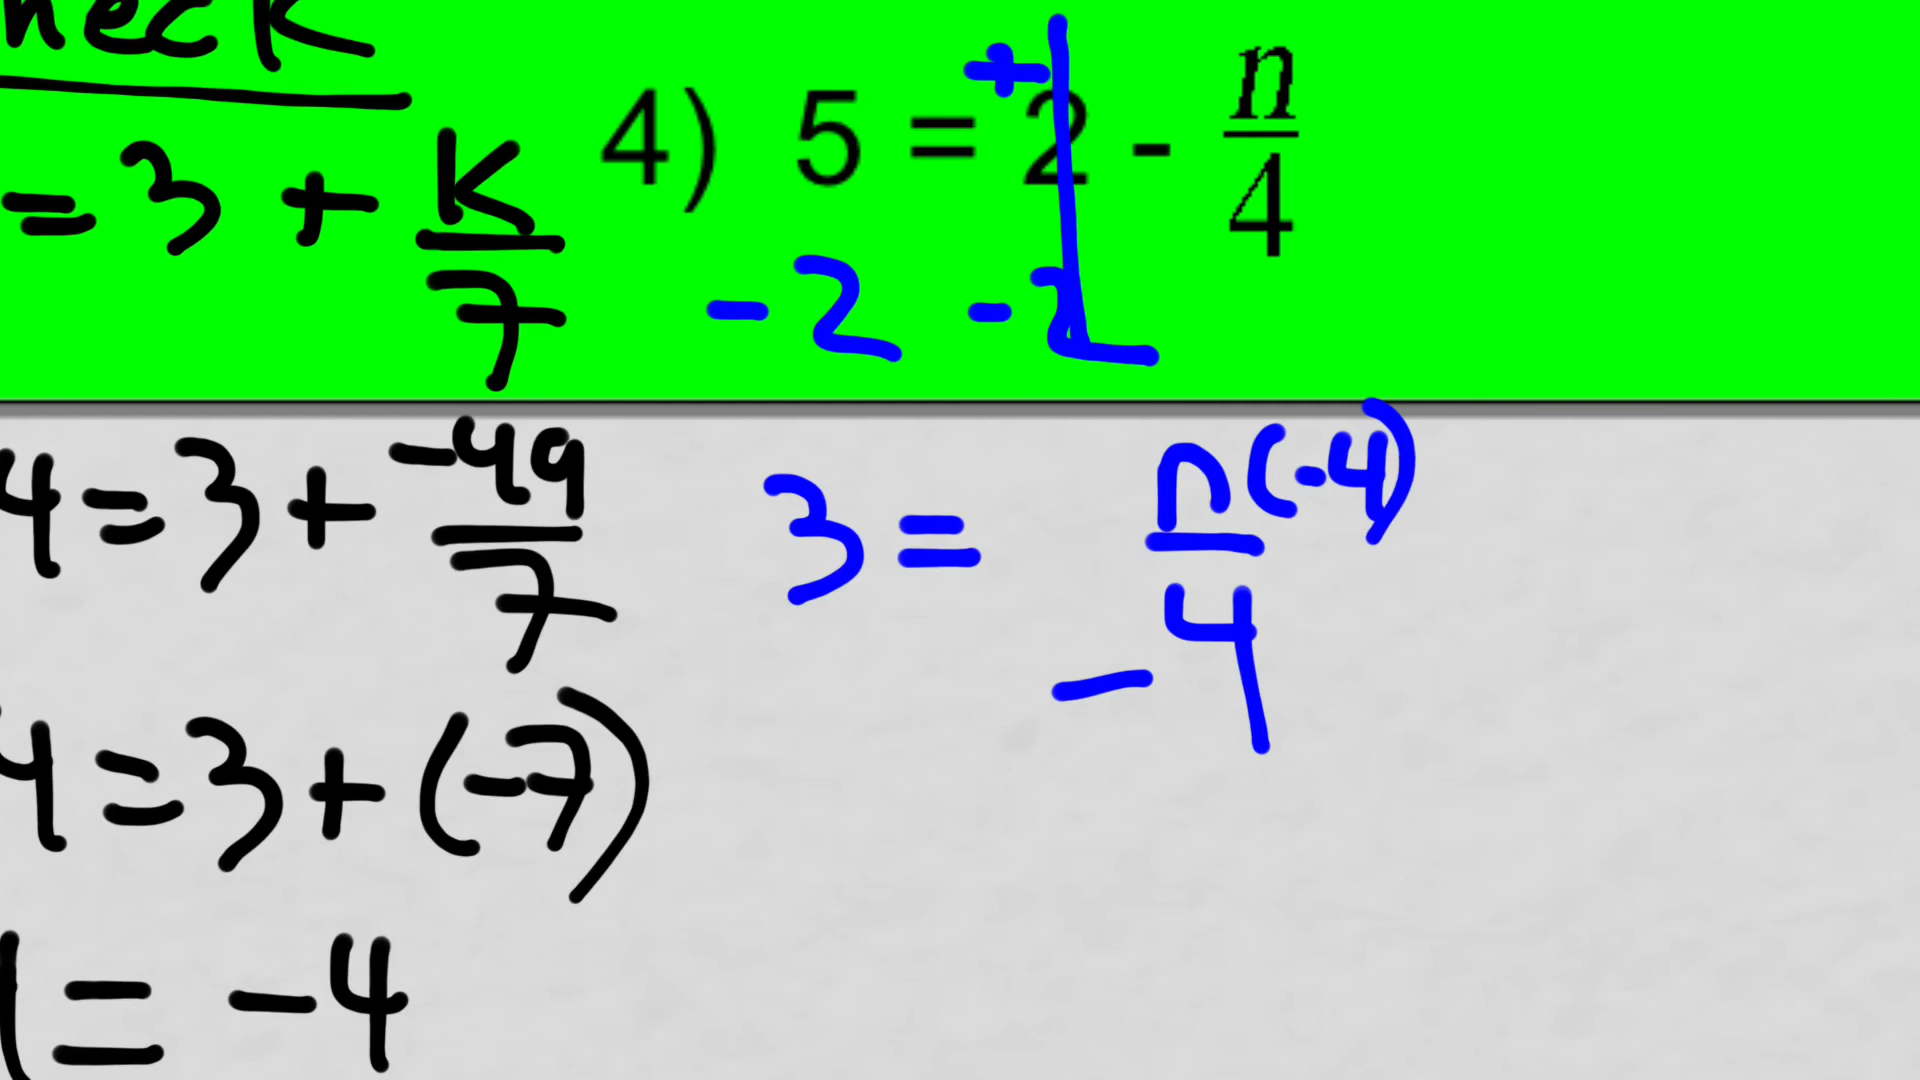 heck
= 3 + K/7
4 = 3 + -49/7
4 = 3 + (-7)
= -4
4) 5 = +2 - n/4
-2 -2
3 = n(-4)/-4